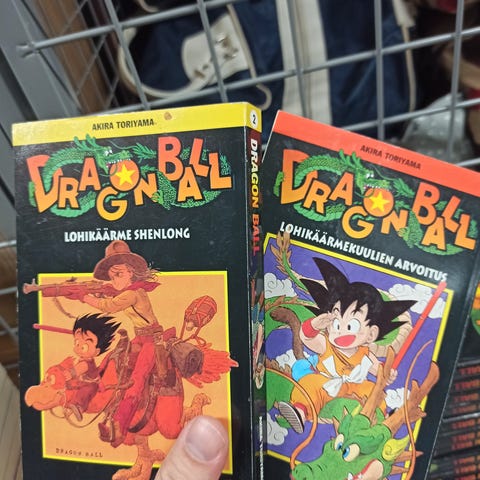 AKIRA TORIYAMA
DRAGON BALL
LOHIKÄÄRME SHENLONG
DRAGON BALL
2
DRAGON BALL
AKIRA TORIYAMA
DRAGON BALL
LOHIKÄÄRMEKUULIEN ARVOITUS